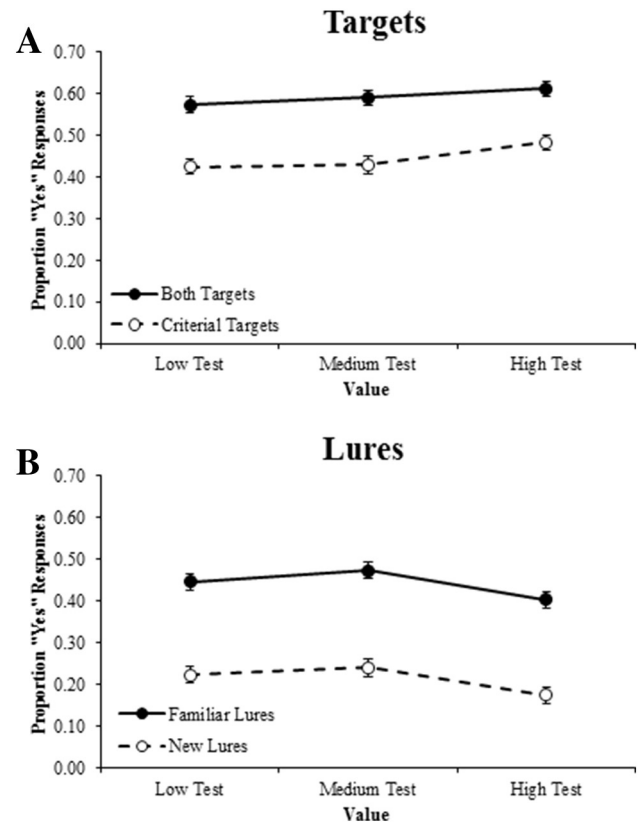 A
Targets
Proportion "Yes" Responses
0.70
0.60
0.50
0.40
0.30
0.20
0.10
0.00
Both Targets
Criterial Targets
Low Test
Medium Test
High Test
Value
B
Lures
Proportion "Yes" Responses
0.70
0.60
0.50
0.40
0.30
0.20
0.10
0.00
Familiar Lures
New Lures
Low Test
Medium Test
High Test
Value